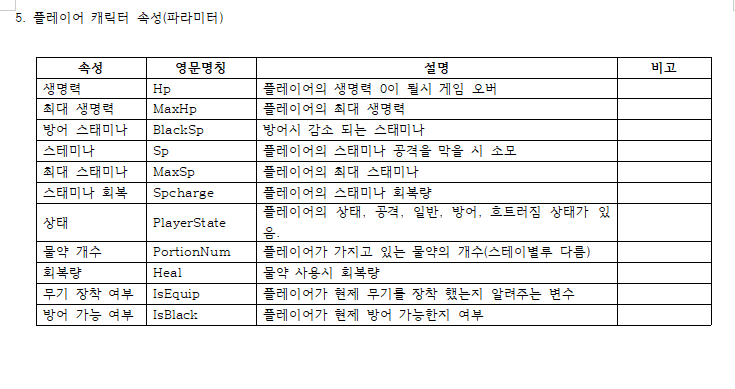 5. 플레이어 캐릭터 속성(파라미터)
속성 영문명칭 설명 비고
생명력 Hp 플레이어의 생명력 0이 될시 게임 오버
최대 생명력 MaxHp 플레이어의 최대 생명력
방어 스태미나 BlackSp 방어시 감소 되는 스태미나
스테미나 Sp 플레이어의 스태미나 공격을 막을 시 소모
최대 스태미나 MaxSp 플레이어의 최대 스태미나
스태미나 회복 Spcharge 플레이어의 스태미나 회복량
상태 PlayerState 플레이어의 상태, 공격, 일반, 방어, 흐트러짐 상태가 있
음.
물약 개수 PortionNum 플레이어가 가지고 있는 물약의 개수(스테이별루 다름)
회복량 Heal 물약 사용시 회복량
무기 장착 여부 IsEquip 플레이어가 현재 무기를 장착 했는지 알려주는 변수
방어 가능 여부 IsBlack 플레이어가 현재 방어 가능한지 여부